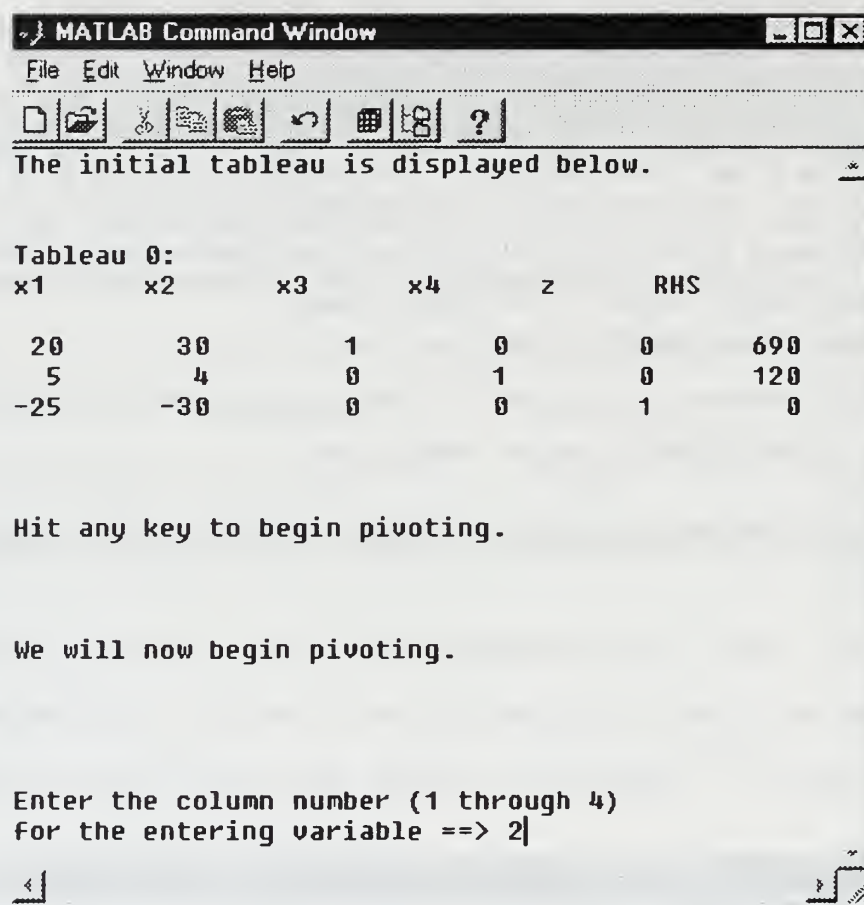 MATLAB Command Window
File Edit Window Help
?
The initial tableau is displayed below.
Tableau 0:
x1 x2 x3 x4 z RHS
20 30 1 0 0 690
5 4 0 1 0 120
-25 -30 0 0 1 0
Hit any key to begin pivoting.
We will now begin pivoting.
Enter the column number (1 through 4)
for the entering variable ==> 2